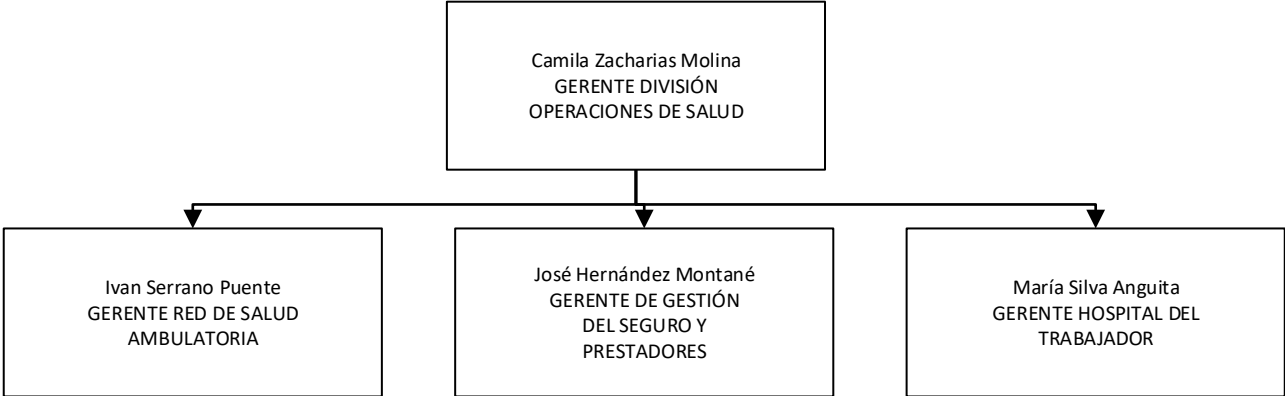 Camila Zacharias Molina
GERENTE DIVISIÓN
OPERACIONES DE SALUD
Ivan Serrano Puente
GERENTE RED DE SALUD
AMBULATORIA
José Hernández Montané
GERENTE DE GESTIÓN
DEL SEGURO Y
PRESTADORES
María Silva Anguita
GERENTE HOSPITAL DEL
TRABAJADOR